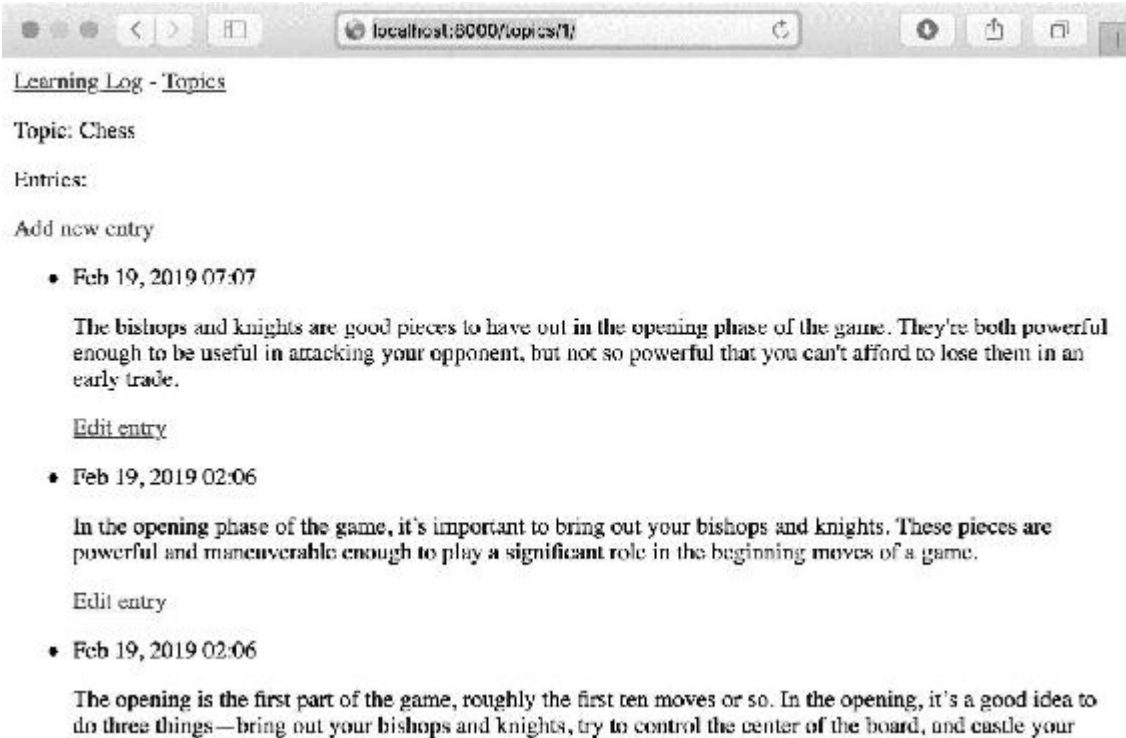 localhost:8000/topics/1/
Learning Log - Topics
Topic: Chess
Entries:
Add new entry
• Feb 19, 2019 07:07
The bishops and knights are good pieces to have out in the opening phase of the game. They're both powerful
enough to be useful in attacking your opponent, but not so powerful that you can't afford to lose them in an
early trade.
Edit entry
• Feb 19, 2019 02:06
In the opening phase of the game, it's important to bring out your bishops and knights. These pieces are
powerful and maneuverable enough to play a significant role in the beginning moves of a game.
Edit entry
• Feb 19, 2019 02:06
The opening is the first part of the game, roughly the first ten moves or so. In the opening, it's a good idea to
do three things—bring out your bishops and knights, try to control the center of the board, and castle your